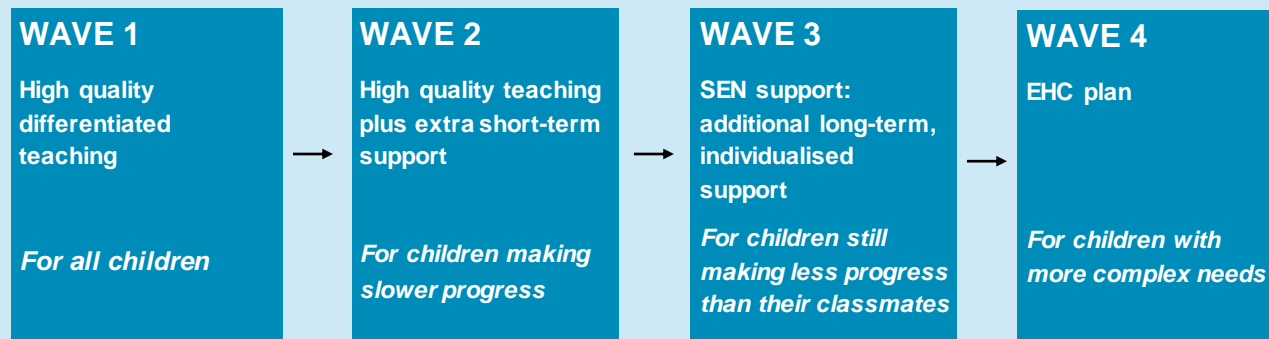 WAVE 1
High quality
differentiated
teaching
For all children
WAVE 2
High quality teaching
plus extra short-term
support
For children making
slower progress
WAVE 3
SEN support:
additional long-term,
individualised
support
For children still
making less progress
than their classmates
WAVE 4
EHC plan
For children with
more complex needs